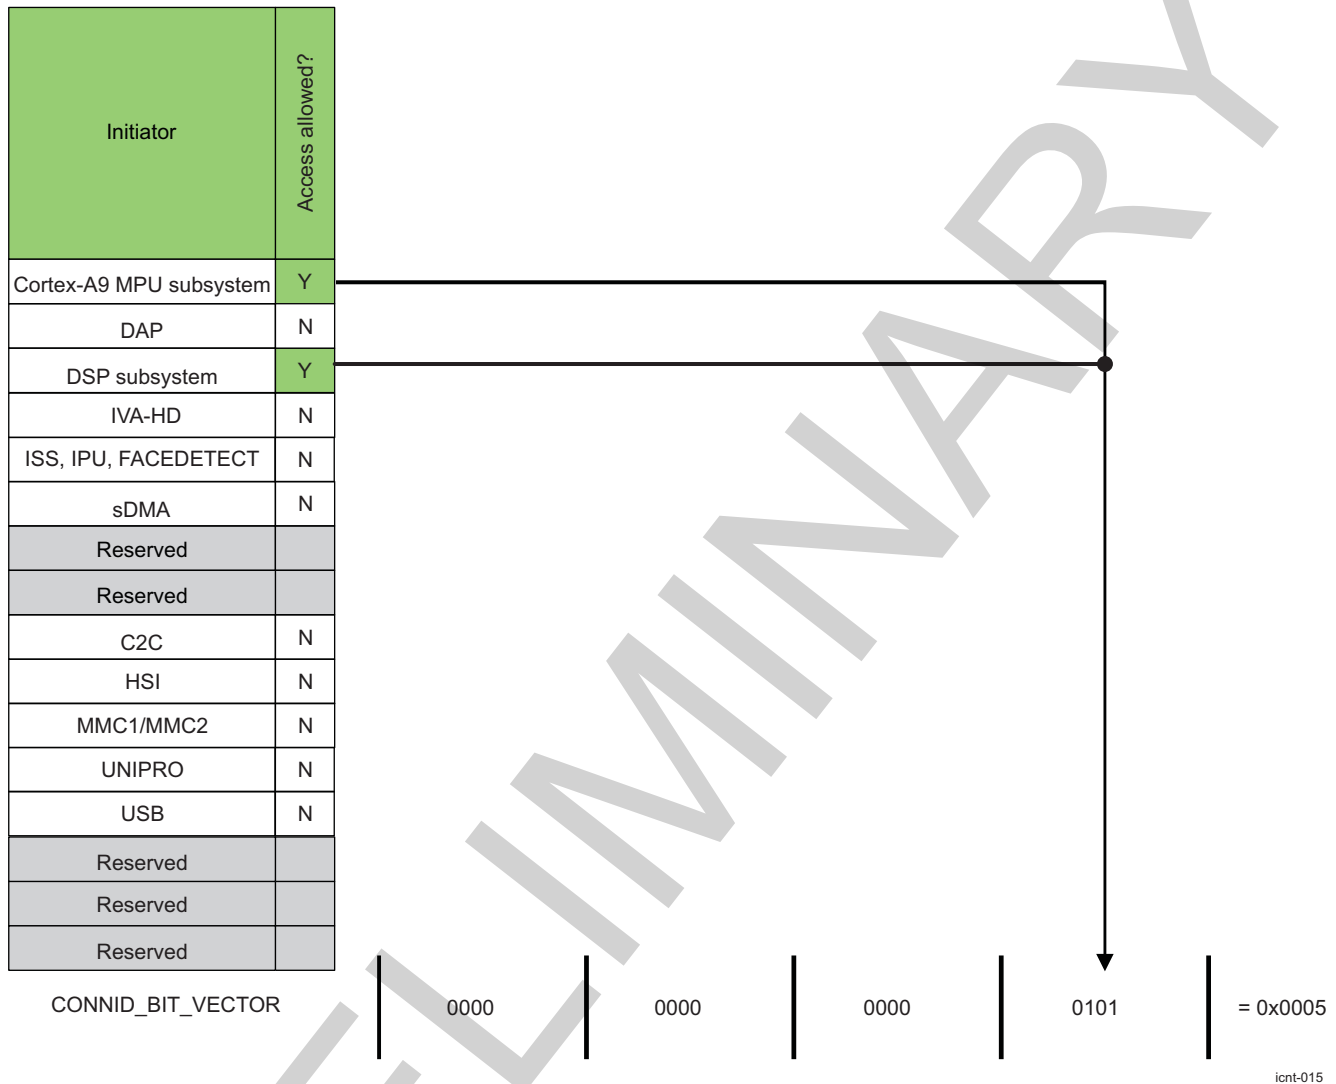 Initiator Access allowed?
Cortex-A9 MPU subsystem Y
DAP N
DSP subsystem Y
IVA-HD N
ISS, IPU, FACEDETECT N
sDMA N
Reserved
Reserved
C2C N
HSI N
MMC1/MMC2 N
UNIPRO N
USB N
Reserved
Reserved
Reserved
CONNID_BIT_VECTOR 0000 0000 0000 0101 = 0x0005
icnt-015
ELIMINARY